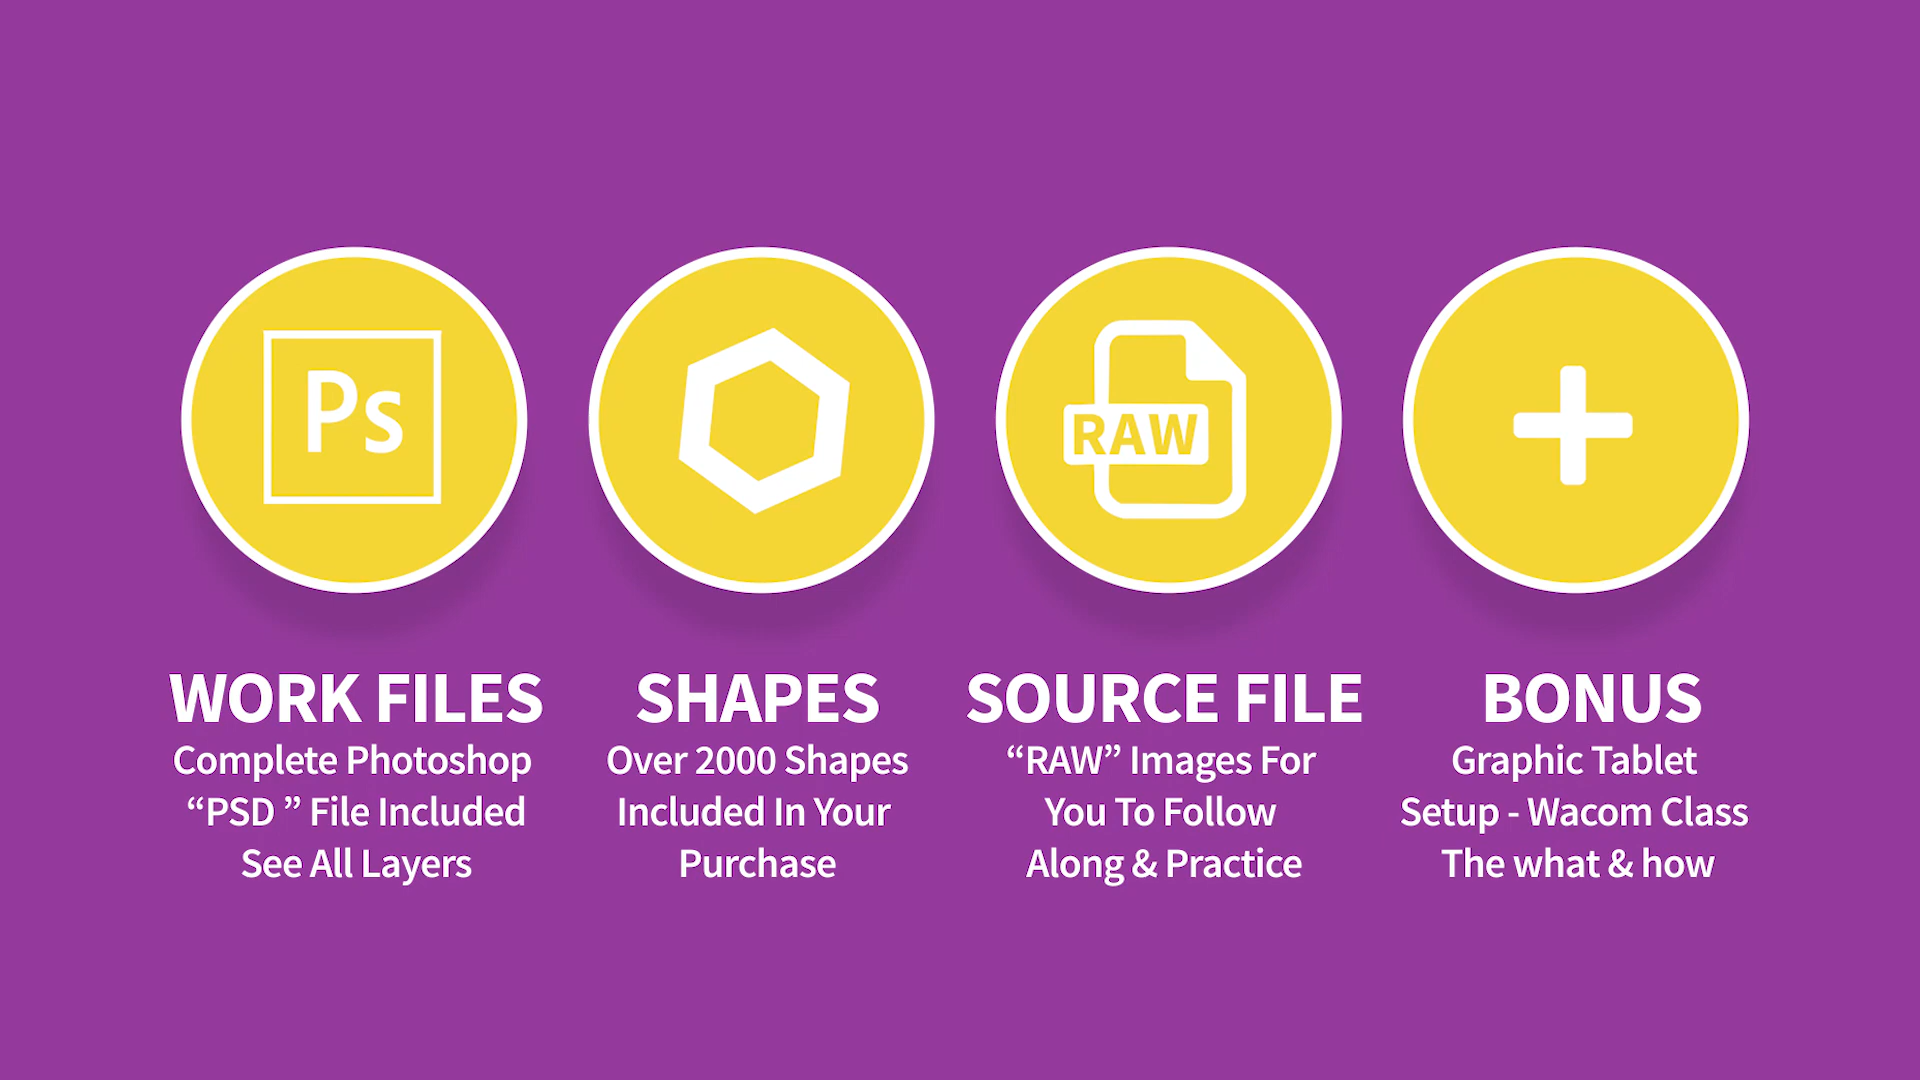 Ps
RAW
WORK FILES
Complete Photoshop
“PSD ” File Included
See All Layers
SHAPES
Over 2000 Shapes
Included In Your
Purchase
SOURCE FILE
“RAW” Images For
You To Follow
Along & Practice
BONUS
Graphic Tablet
Setup - Wacom Class
The what & how